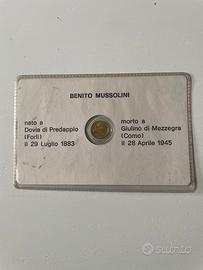 BENITO MUSSOLINI
nato a
Dovia di Predappio
(Forlì)
il 29 Luglio 1883
morto a
Giulino di Mezzegra
(Como)
il 28 Aprile 1945
subito